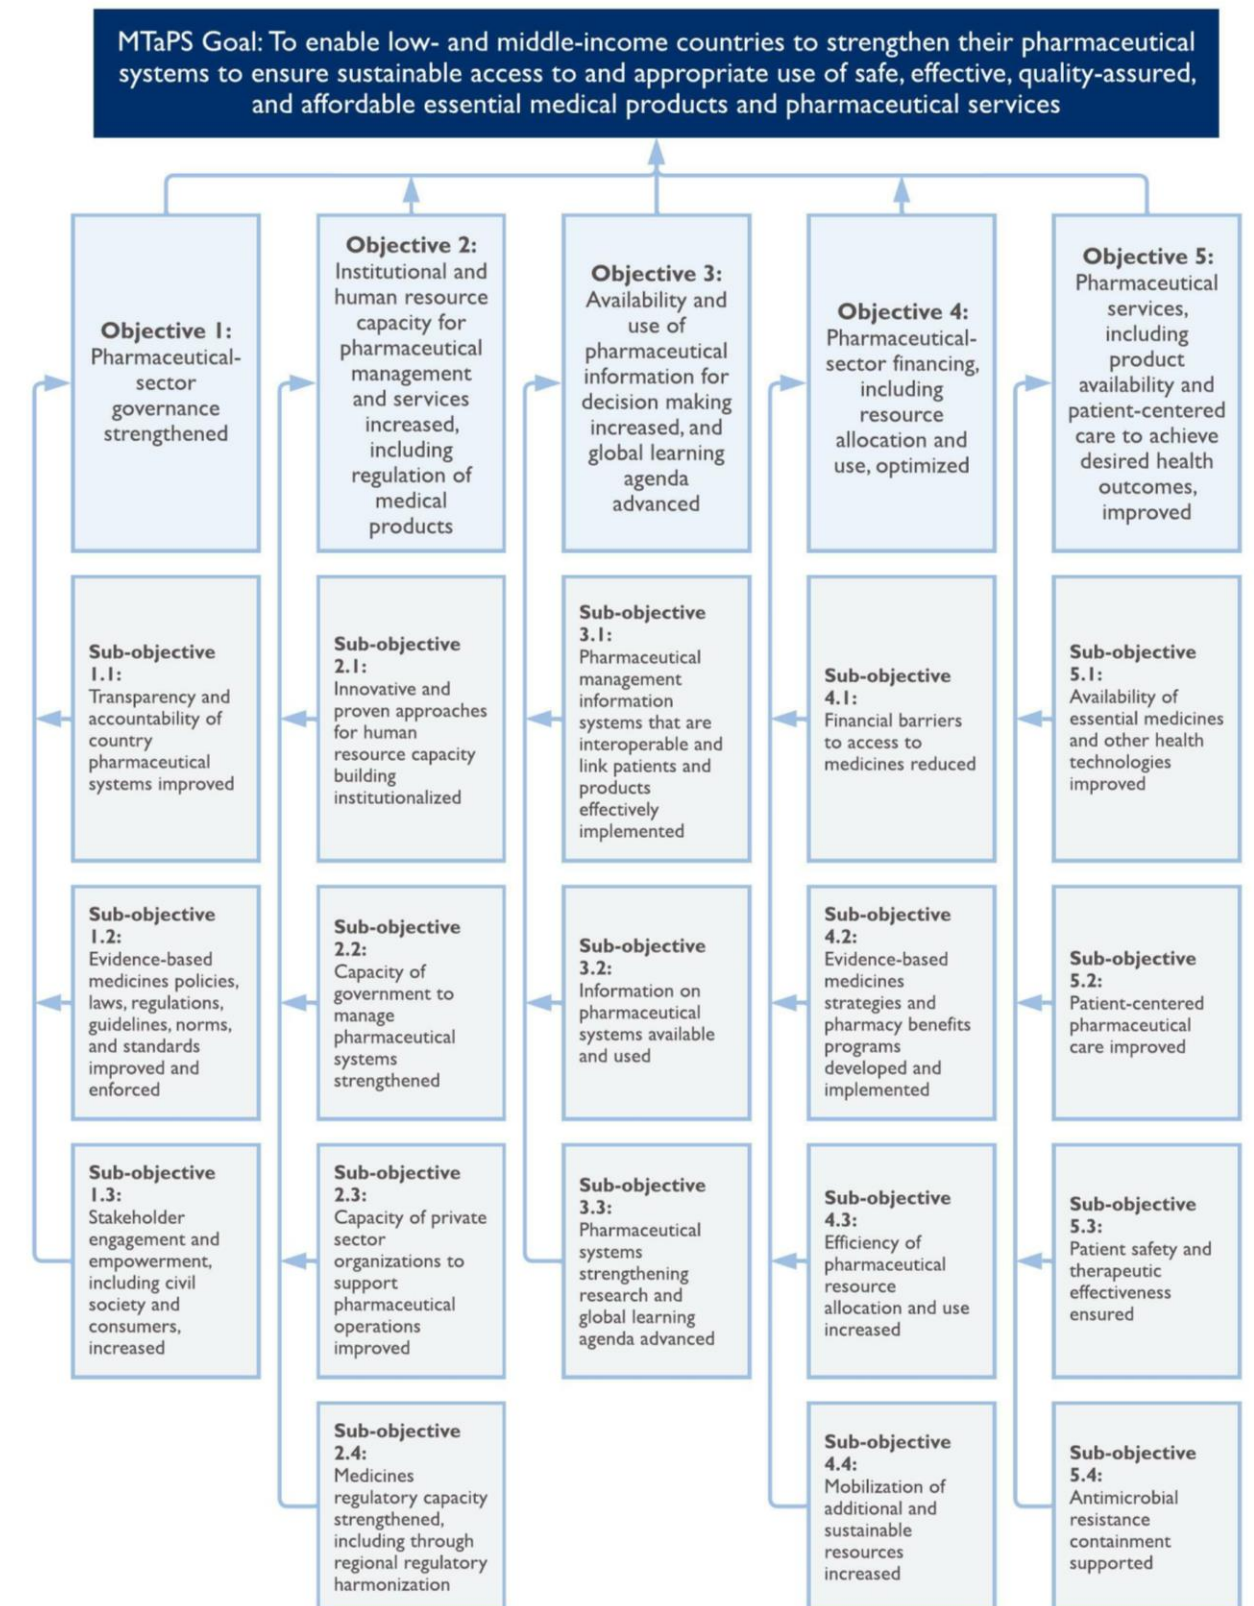 MTaPS Goal: To enable low- and middle-income countries to strengthen their pharmaceutical
systems to ensure sustainable access to and appropriate use of safe, effective, quality-assured,
and affordable essential medical products and pharmaceutical services
Objective 1:
Pharmaceutical-
sector
governance
strengthened
Objective 2:
Institutional and
human resource
capacity for
pharmaceutical
management
and services
increased,
including
regulation of
medical
products
Objective 3:
Availability and
use of
pharmaceutical
information for
decision making
increased, and
global learning
agenda
advanced
Objective 4:
Pharmaceutical-
sector financing,
including
resource
allocation and
use, optimized
Objective 5:
Pharmaceutical
services,
including
product
availability and
patient-centered
care to achieve
desired health
outcomes,
improved
Sub-objective
1.1:
Transparency and
accountability of
country
pharmaceutical
systems improved
Sub-objective
2.1:
Innovative and
proven approaches
for human
resource capacity
building
institutionalized
Sub-objective
3.1:
Pharmaceutical
management
information
systems that are
interoperable and
link patients and
products
effectively
implemented
Sub-objective
4.1:
Financial barriers
to access to
medicines reduced
Sub-objective
5.1:
Availability of
essential medicines
and other health
technologies
improved
Sub-objective
1.2:
Evidence-based
medicines policies,
laws, regulations,
guidelines, norms,
and standards
improved and
enforced
Sub-objective
2.2:
Capacity of
government to
manage
pharmaceutical
systems
strengthened
Sub-objective
3.2:
Information on
pharmaceutical
systems available
and used
Sub-objective
4.2:
Evidence-based
medicines
strategies and
pharmacy benefits
programs
developed and
implemented
Sub-objective
5.2:
Patient-centered
pharmaceutical
care improved
Sub-objective
1.3:
Stakeholder
engagement and
empowerment,
including civil
society and
consumers,
increased
Sub-objective
2.3:
Capacity of private
sector
organizations to
support
pharmaceutical
operations
improved
Sub-objective
3.3:
Pharmaceutical
systems
strengthening
research and
global learning
agenda advanced
Sub-objective
4.3:
Efficiency of
pharmaceutical
resource
allocation and use
increased
Sub-objective
5.3:
Patient safety and
therapeutic
effectiveness
ensured
Sub-objective
2.4:
Medicines
regulatory capacity
strengthened,
including through
regional regulatory
harmonization
Sub-objective
4.4:
Mobilization of
additional and
sustainable
resources
increased
Sub-objective
5.4:
Antimicrobial
resistance
containment
supported